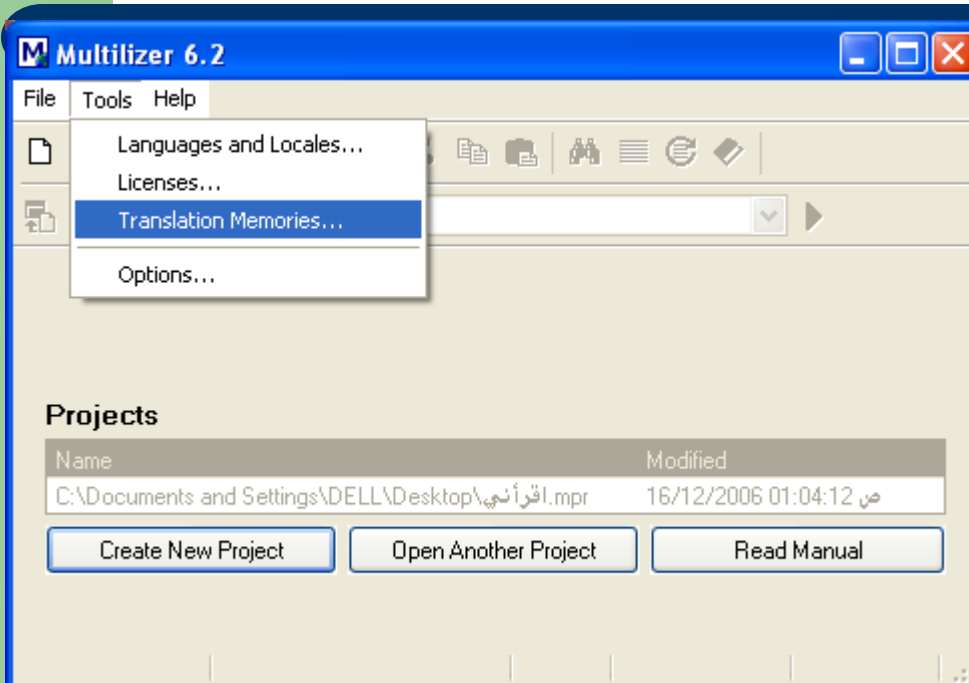 Multilizer 6.2
File Tools Help
Languages and Locales...
Licenses...
Translation Memories...
Options...
Projects
Name Modified
C:\Documents and Settings\DELL\Desktop\اقرأني.mpr 16/12/2006 01:04:12 ص
Create New Project Open Another Project Read Manual